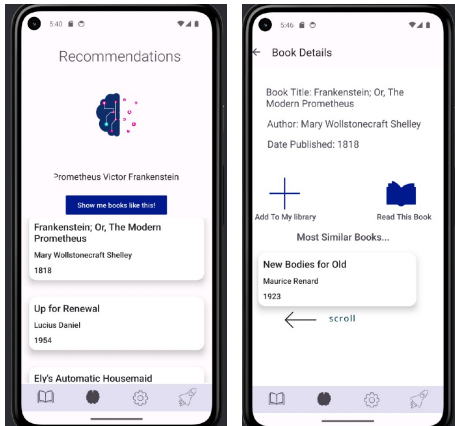 5:40
Recommendations
Prometheus Victor Frankenstein
Show me books like this!
Frankenstein; Or, The Modern
Prometheus
Mary Wollstonecraft Shelley
1818
Up for Renewal
Lucius Daniel
1954
Ely's Automatic Housemaid
5:46
Book Details
Book Title: Frankenstein; Or, The
Modern Prometheus
Author: Mary Wollstonecraft Shelley
Date Published: 1818
Add To My library
Read This Book
Most Similar Books...
New Bodies for Old
Maurice Renard
1923
scroll